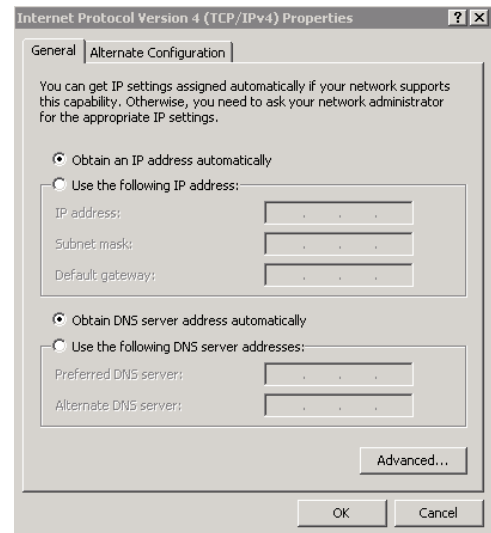 Internet Protocol Version 4 (TCP/IPv4) Properties
General
Alternate Configuration
You can get IP settings assigned automatically if your network supports
this capability. Otherwise, you need to ask your network administrator
for the appropriate IP settings.
Obtain an IP address automatically
Use the following IP address:
IP address:
Subnet mask:
Default gateway:
Obtain DNS server address automatically
Use the following DNS server addresses:
Preferred DNS server:
Alternate DNS server:
Advanced...
OK
Cancel